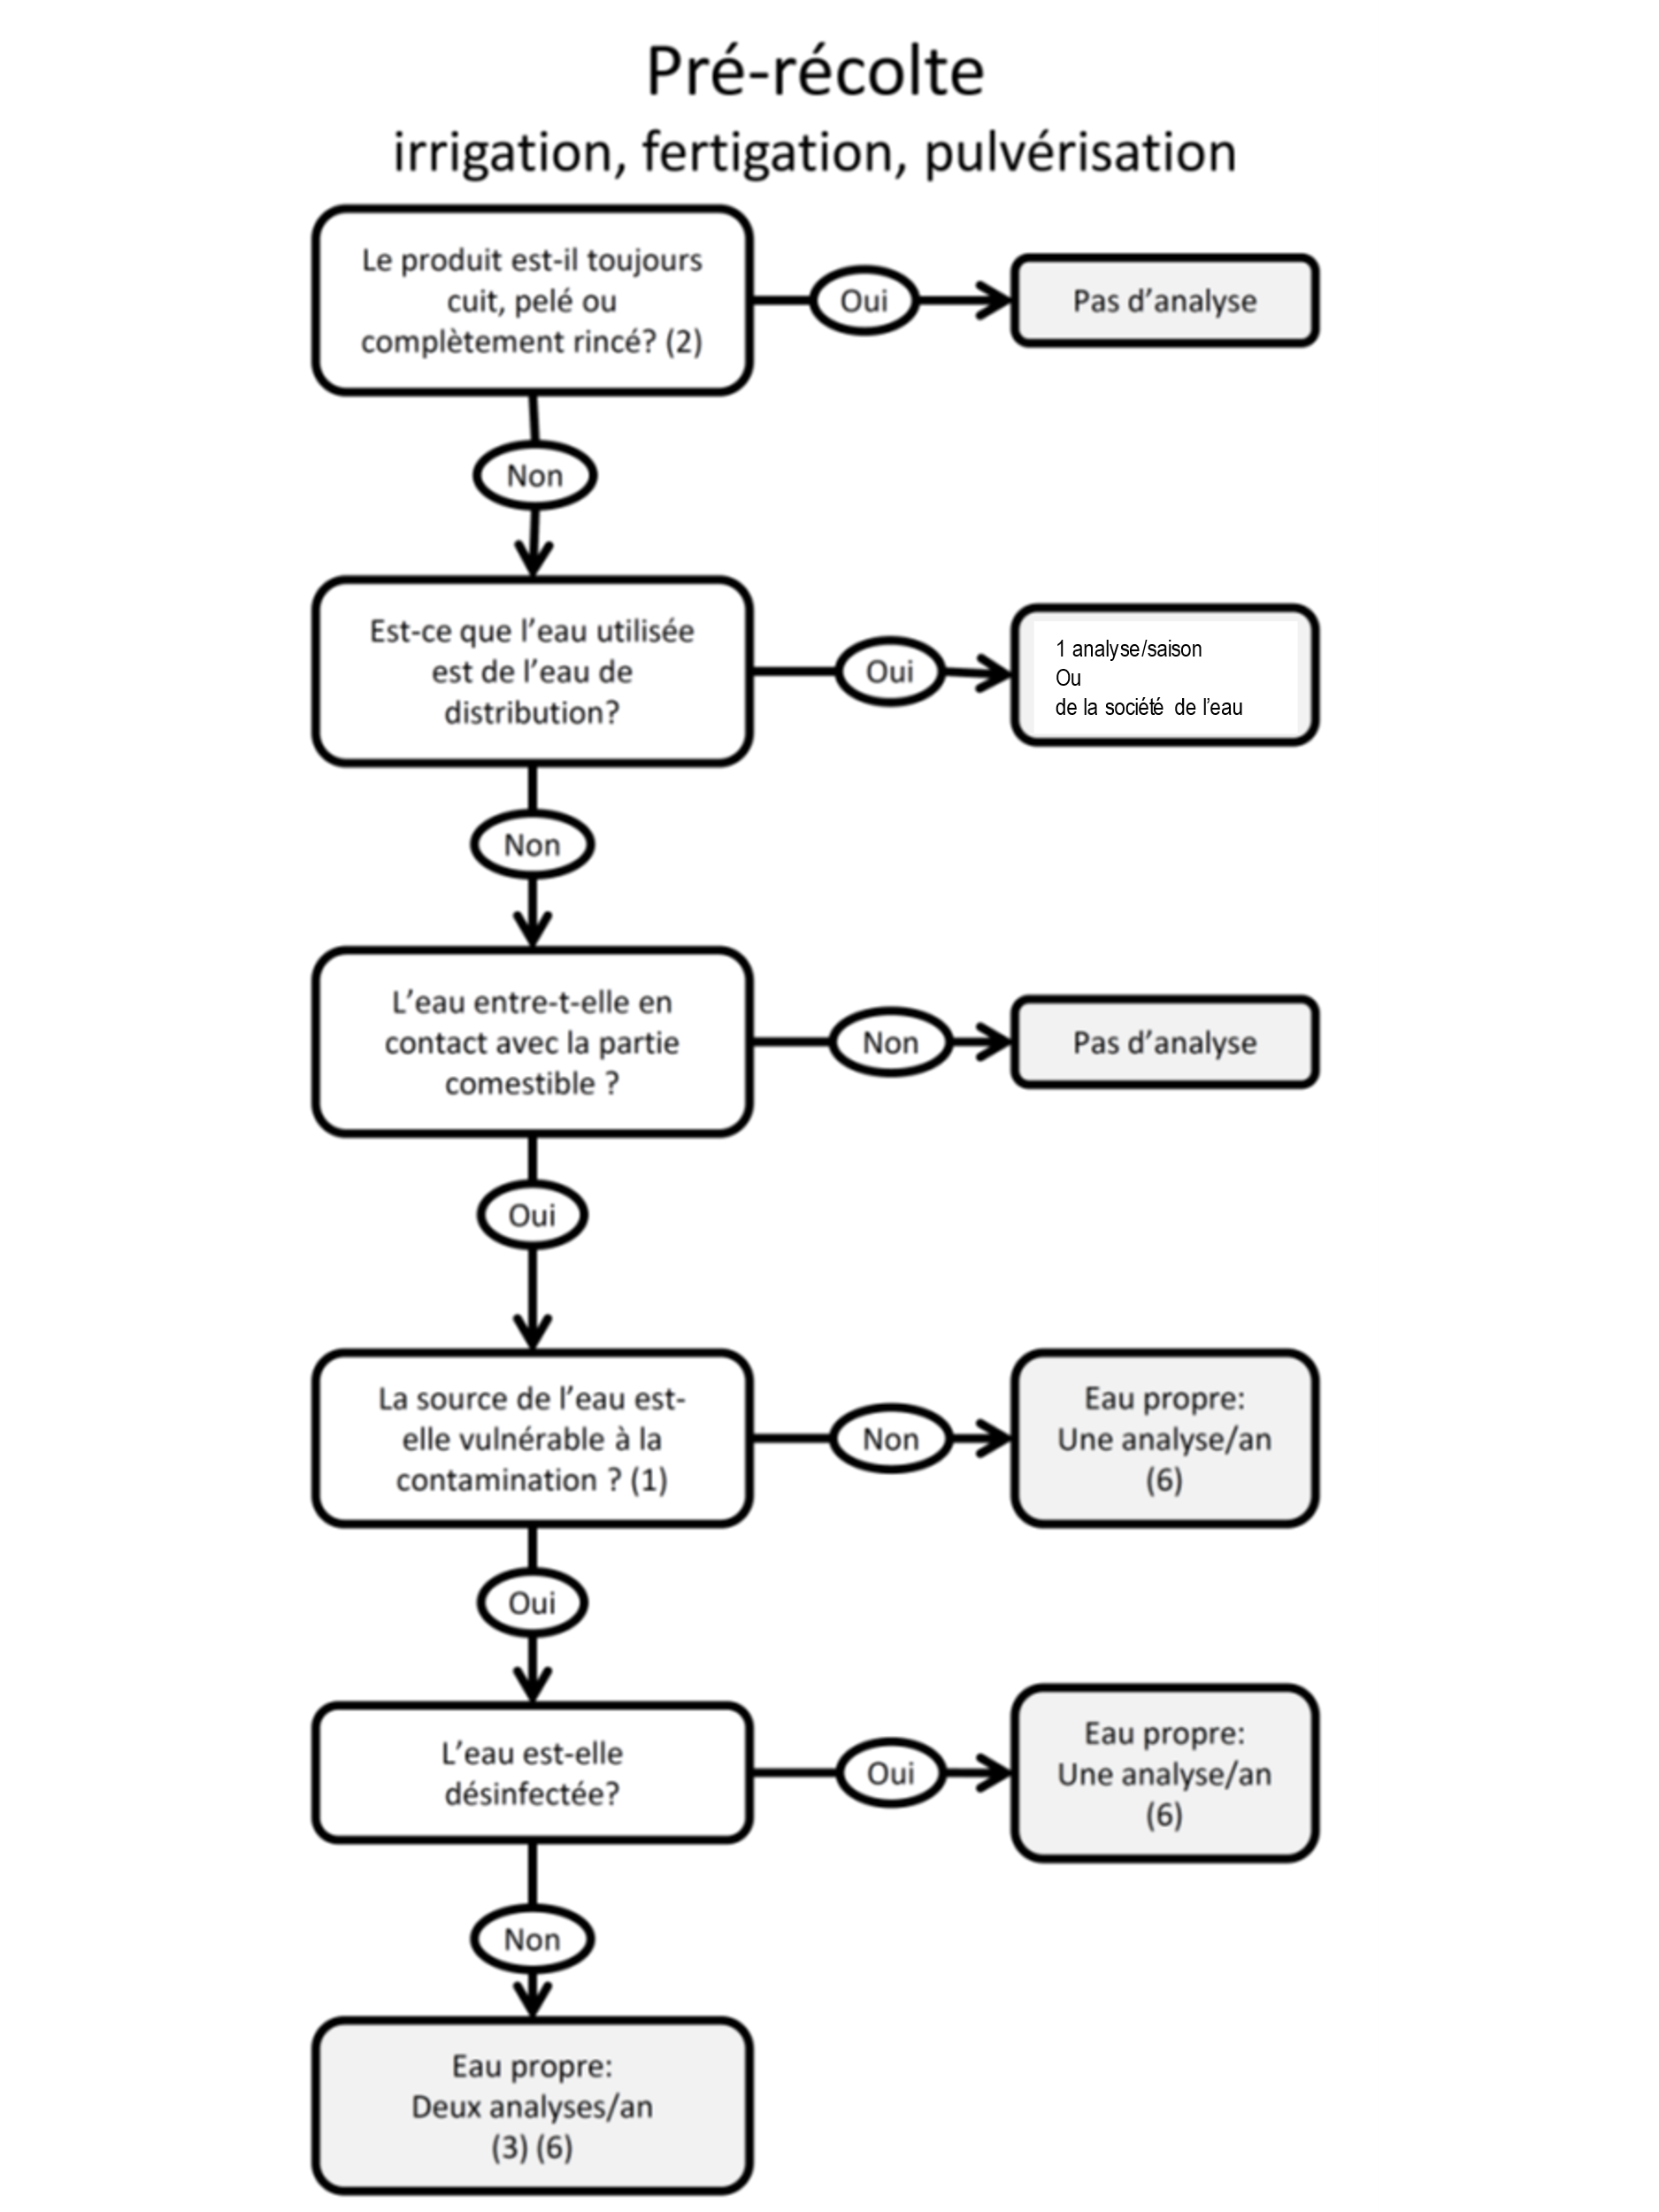 Pré-récolte
irrigation, fertigation, pulvérisation
Le produit est-il toujours
cuit, pelé ou
complètement rincé? (2)
Oui
Pas d'analyse
Non
Est-ce que l'eau utilisée
est de l'eau de
distribution?
Oui
1 analyse/saison
Ou
de la société de l'eau
Non
L'eau entre-t-elle en
contact avec la partie
comestible ?
Non
Pas d'analyse
Oui
La source de l'eau est-
elle vulnérable à la
contamination ? (1)
Non
Eau propre:
Une analyse/an
(6)
Oui
L'eau est-elle
désinfectée?
Oui
Eau propre:
Une analyse/an
(6)
Non
Eau propre:
Deux analyses/an
(3) (6)